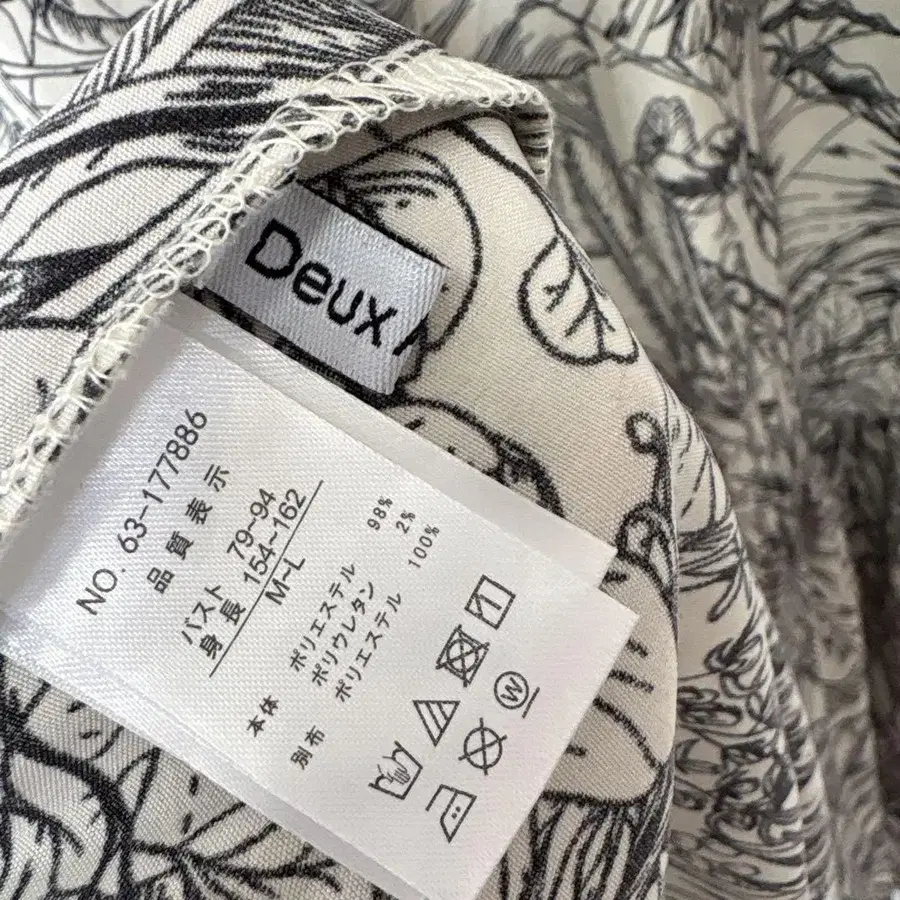 Deux
NO. 63-177886
品質表示
バスト 79~94
身長 154~162
M~L
本体 ポリエステル 98%
ポリウレタン 2%
別布 ポリエステル 100%
W